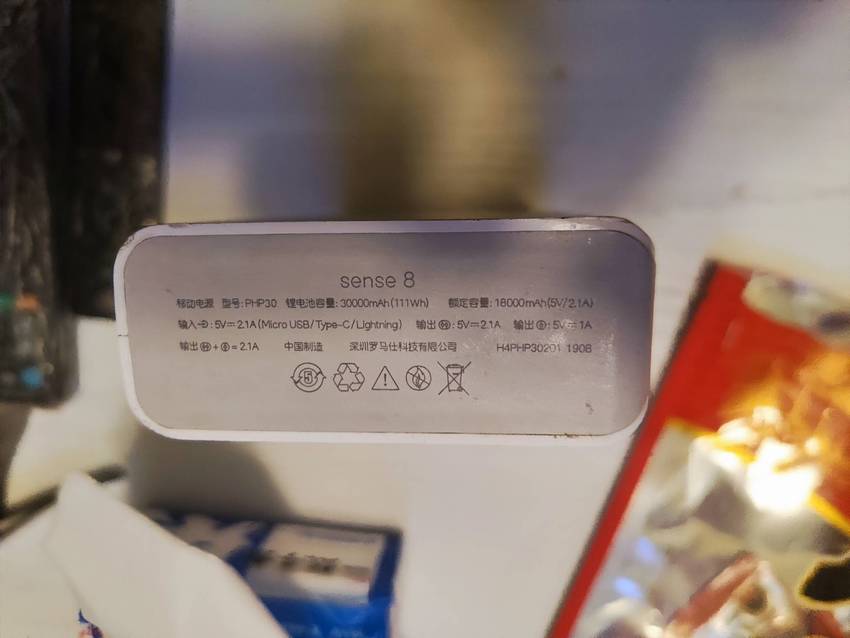 sense 8
移动电源 型号:PHP30 锂电池容量:30000mAh(111Wh) 额定容量:18000mAh(5V/2.1A)
输入:5V⎓2.1A(Micro USB/Type-C/Lightning) 输出:5V⎓2.1A 输出:5V⎓1A
输出+=2.1A 中国制造 深圳罗马仕科技有限公司 H4PHP30201 1908
5